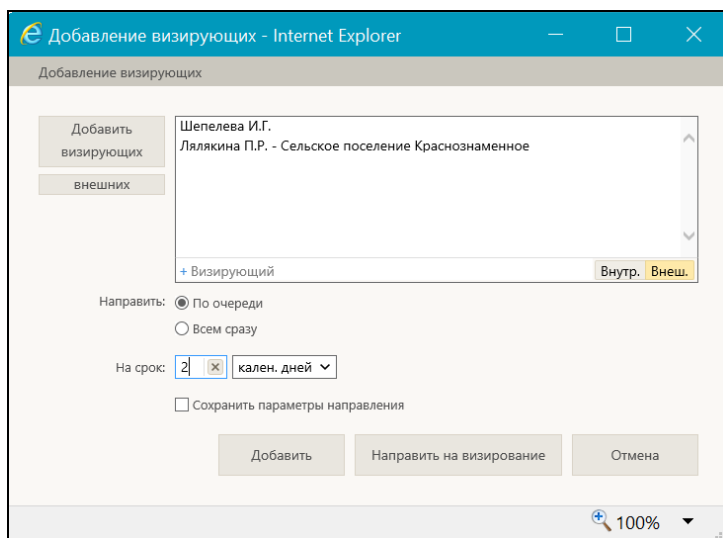 Добавление визирующих - Internet Explorer
Добавление визирующих
Добавить
визирующих
внешних
Шепелева И.Г.
Лялякина П.Р. - Сельское поселение Краснознаменное
+ Визирующий
Внутр. Внеш.
Направить: По очереди
Всем сразу
На срок: 2 кален. дней
Сохранить параметры направления
Добавить Направить на визирование Отмена
100%